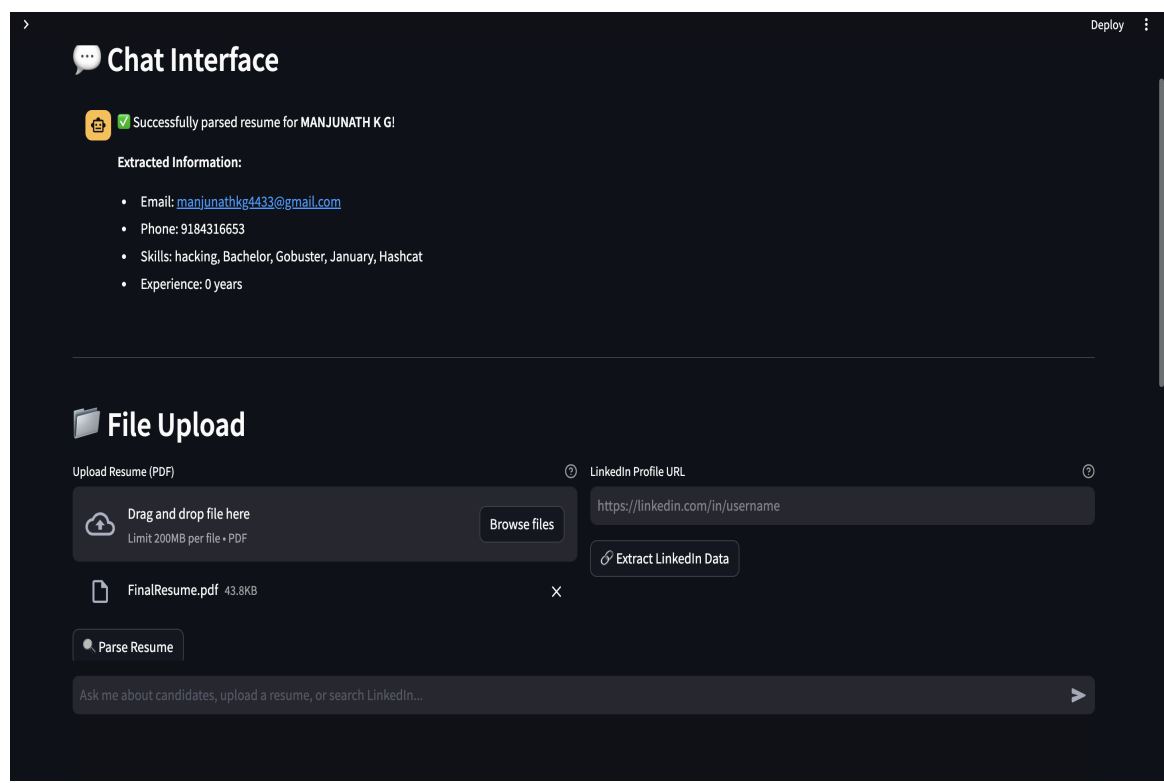 Deploy
Chat Interface
Successfully parsed resume for MANJUNATH K G!
Extracted Information:
• Email: manjunathkg4433@gmail.com
• Phone: 9184316653
• Skills: hacking, Bachelor, Gobuster, January, Hashcat
• Experience: 0 years
File Upload
Upload Resume (PDF)
LinkedIn Profile URL
Drag and drop file here
Limit 200MB per file • PDF
Browse files
https://linkedin.com/in/username
Extract LinkedIn Data
FinalResume.pdf 43.8KB
Parse Resume
Ask me about candidates, upload a resume, or search LinkedIn...